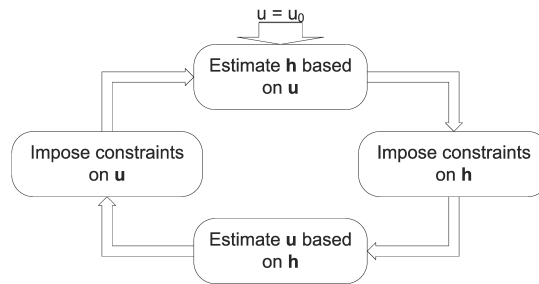 u = u₀
Estimate h based
on u
Impose constraints
on u
Impose constraints
on h
Estimate u based
on h